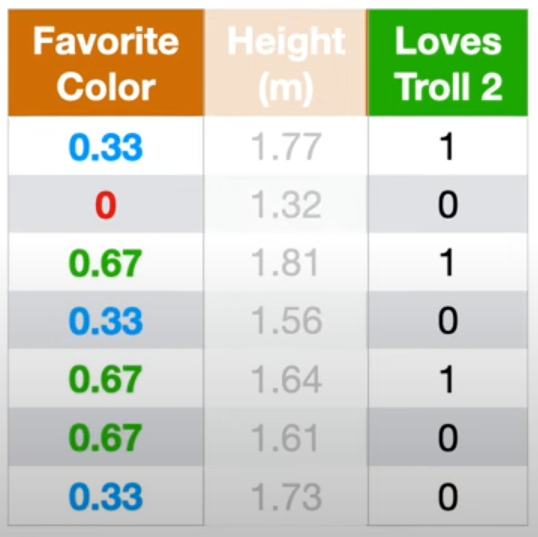 Favorite Color Height (m) Loves Troll 2
0.33 1.77 1
0 1.32 0
0.67 1.81 1
0.33 1.56 0
0.67 1.64 1
0.67 1.61 0
0.33 1.73 0